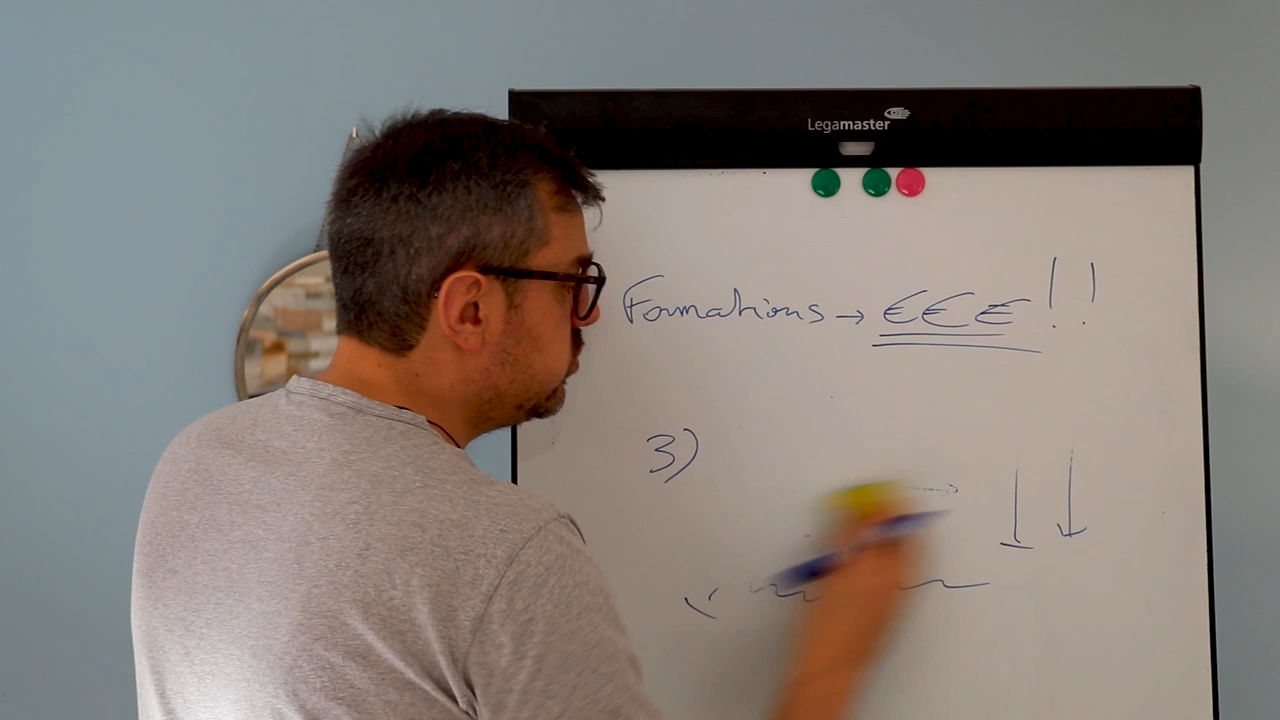 Legamaster
Formations → €€€ !!
3)